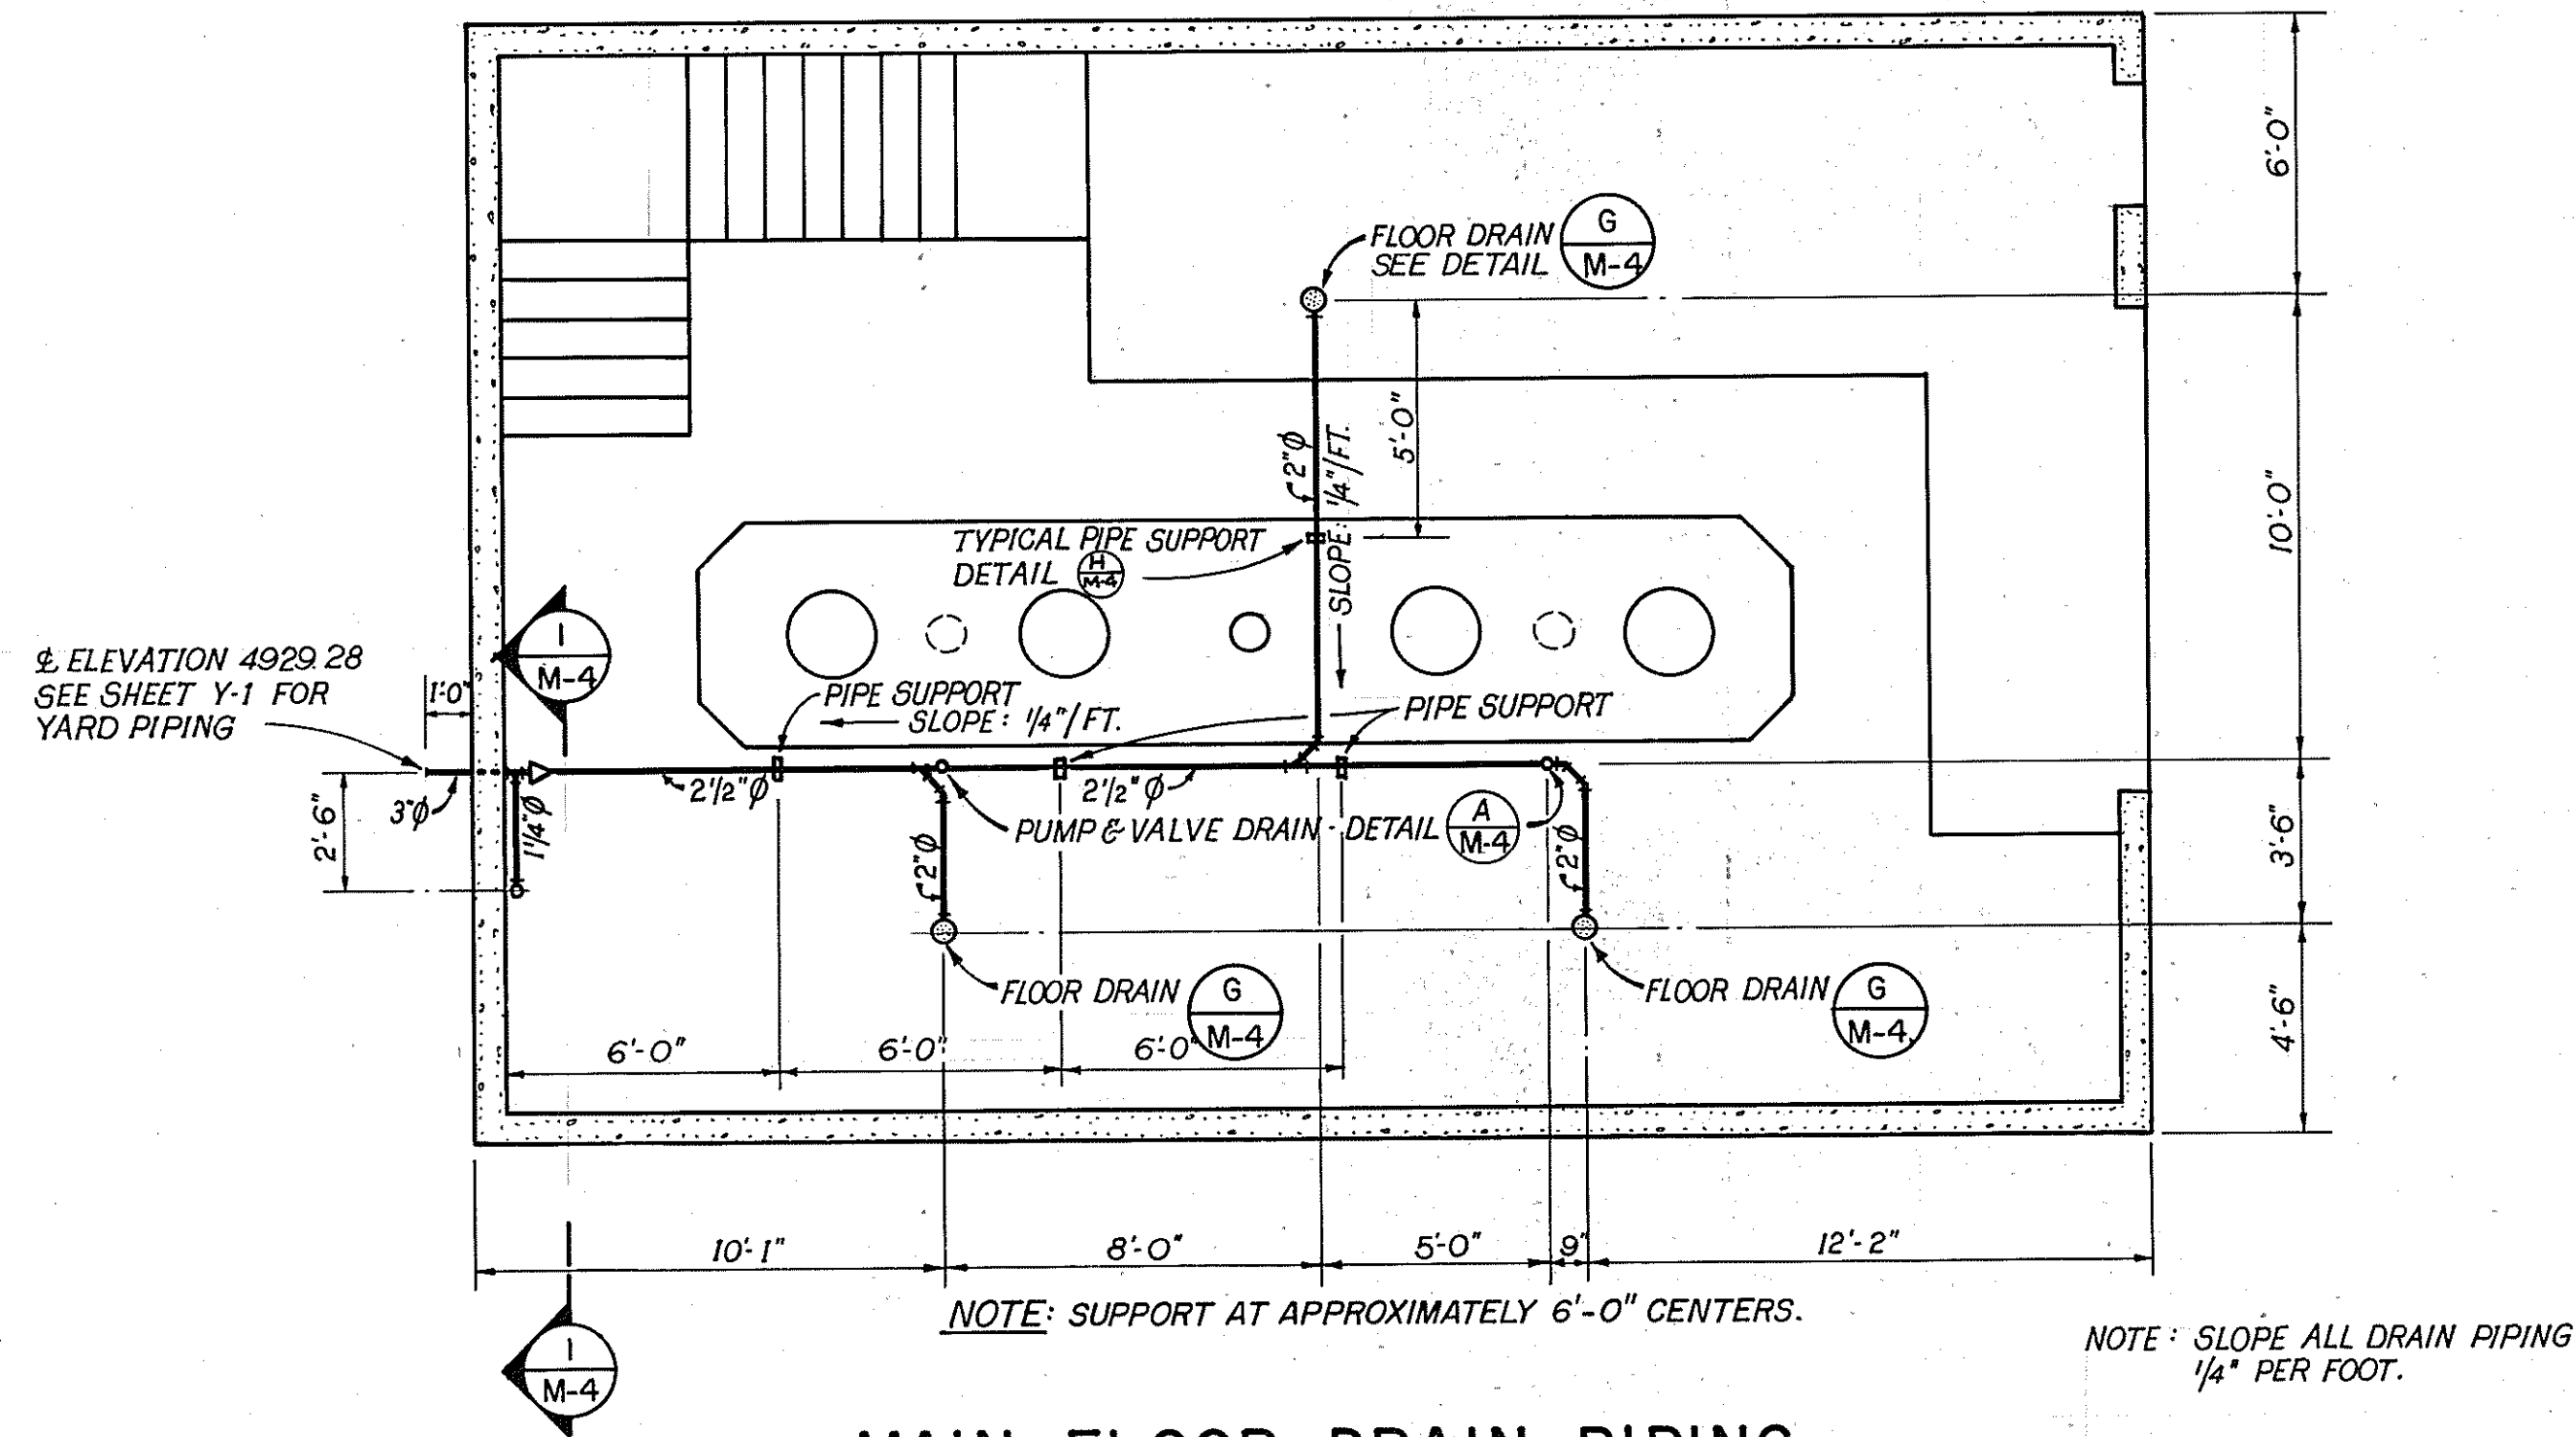 6'-0"
FLOOR DRAIN
SEE DETAIL
G
M-4
5'-0"
2"Ø
SLOPE: 1/4"/FT.
10'-0"
TYPICAL PIPE SUPPORT
DETAIL
H
M-4
I
M-4
℄ ELEVATION 4929.28
SEE SHEET Y-1 FOR
YARD PIPING
1'-0"
PIPE SUPPORT
SLOPE: 1/4"/FT.
PIPE SUPPORT
3"Ø
2'-6"
1 1/4"Ø
2 1/2"Ø
2 1/2"Ø
PUMP & VALVE DRAIN - DETAIL
A
M-4
2"Ø
2"Ø
3'-6"
FLOOR DRAIN
G
M-4
FLOOR DRAIN
G
M-4
4'-6"
6'-0"
6'-0"
6'-0"
10'-1"
8'-0"
5'-0"
9"
12'-2"
NOTE: SUPPORT AT APPROXIMATELY 6'-0" CENTERS.
I
M-4
NOTE: SLOPE ALL DRAIN PIPING
1/4" PER FOOT.
MAIN FLOOR DRAIN PIPING